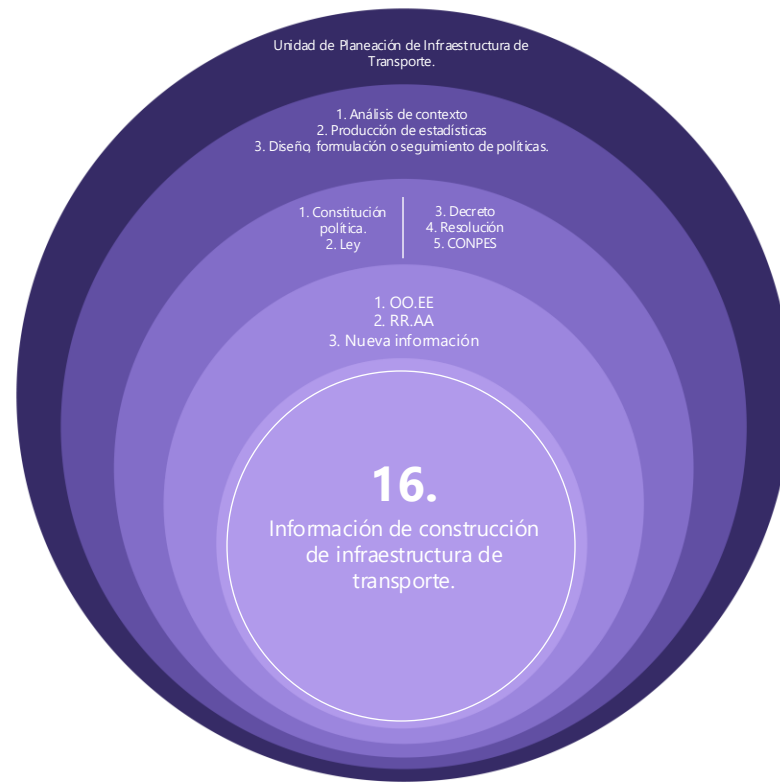 Unidad de Planeación de Infraestructura de
Transporte.
1. Análisis de contexto
2. Producción de estadísticas
3. Diseño, formulación o seguimiento de políticas.
1. Constitución
política.
2. Ley
3. Decreto
4. Resolución
5. CONPES
1. OO.EE
2. RR.AA
3. Nueva información
16.
Información de construcción
de infraestructura de
transporte.